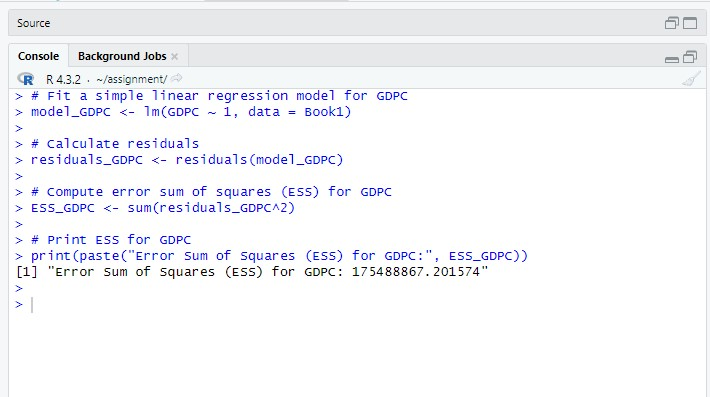 Source
Console Background Jobs
R 4.3.2 · ~/assignment/
> # Fit a simple linear regression model for GDPC
> model_GDPC <- lm(GDPC ~ 1, data = Book1)
>
> # Calculate residuals
> residuals_GDPC <- residuals(model_GDPC)
>
> # Compute error sum of squares (ESS) for GDPC
> ESS_GDPC <- sum(residuals_GDPC^2)
>
> # Print ESS for GDPC
> print(paste("Error Sum of Squares (ESS) for GDPC:", ESS_GDPC))
[1] "Error Sum of Squares (ESS) for GDPC: 175488867.201574"
>
>